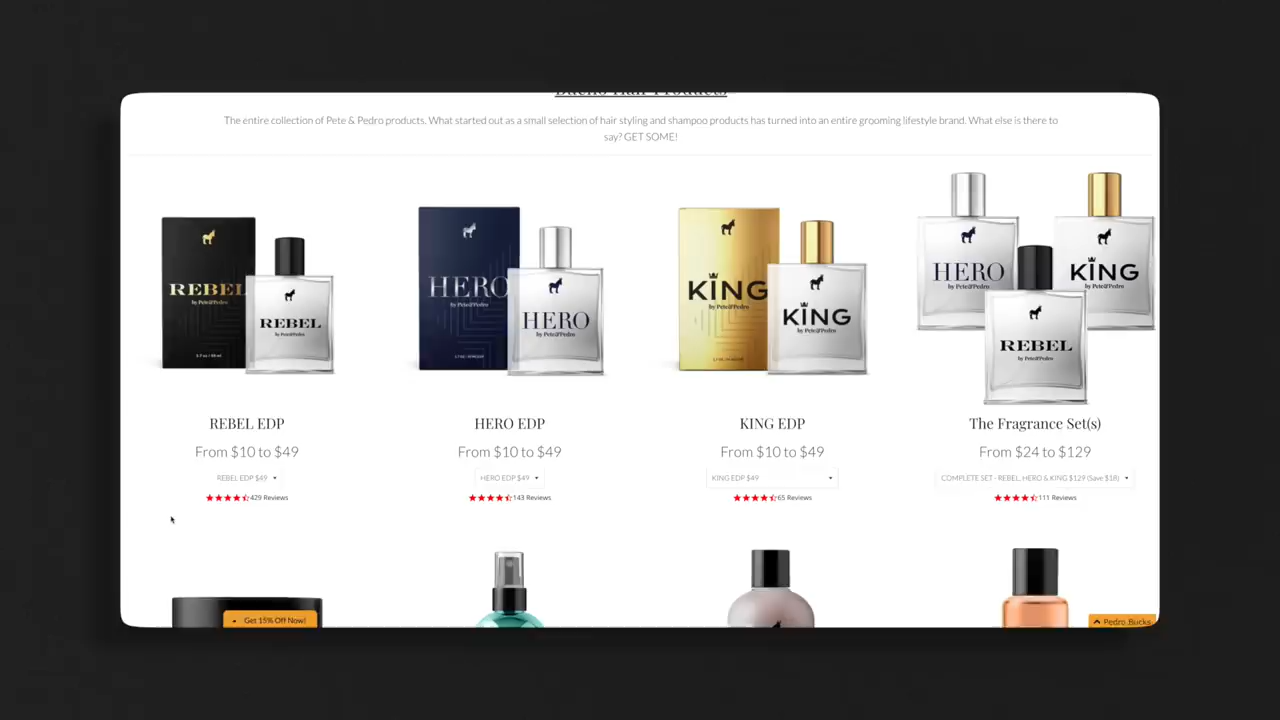 Bueno Hair Products
The entire collection of Pete & Pedro products. What started out as a small selection of hair styling and shampoo products has turned into an entire grooming lifestyle brand. What else is there to
say? GET SOME!
REBEL
by Pete&Pedro
REBEL
by Pete&Pedro
HERO
by Pete&Pedro
HERO
by Pete&Pedro
KING
by Pete&Pedro
KING
by Pete&Pedro
HERO
by Pete&Pedro
KING
by Pete&Pedro
REBEL
by Pete&Pedro
REBEL EDP
From $10 to $49
REBEL EDP $49
429 Reviews
HERO EDP
From $10 to $49
HERO EDP $49
143 Reviews
KING EDP
From $10 to $49
KING EDP $49
65 Reviews
The Fragrance Set(s)
From $24 to $129
COMPLETE SET - REBEL, HERO & KING $129 (Save $18)
111 Reviews
Get 15% Off Now!
Pedro Bucks